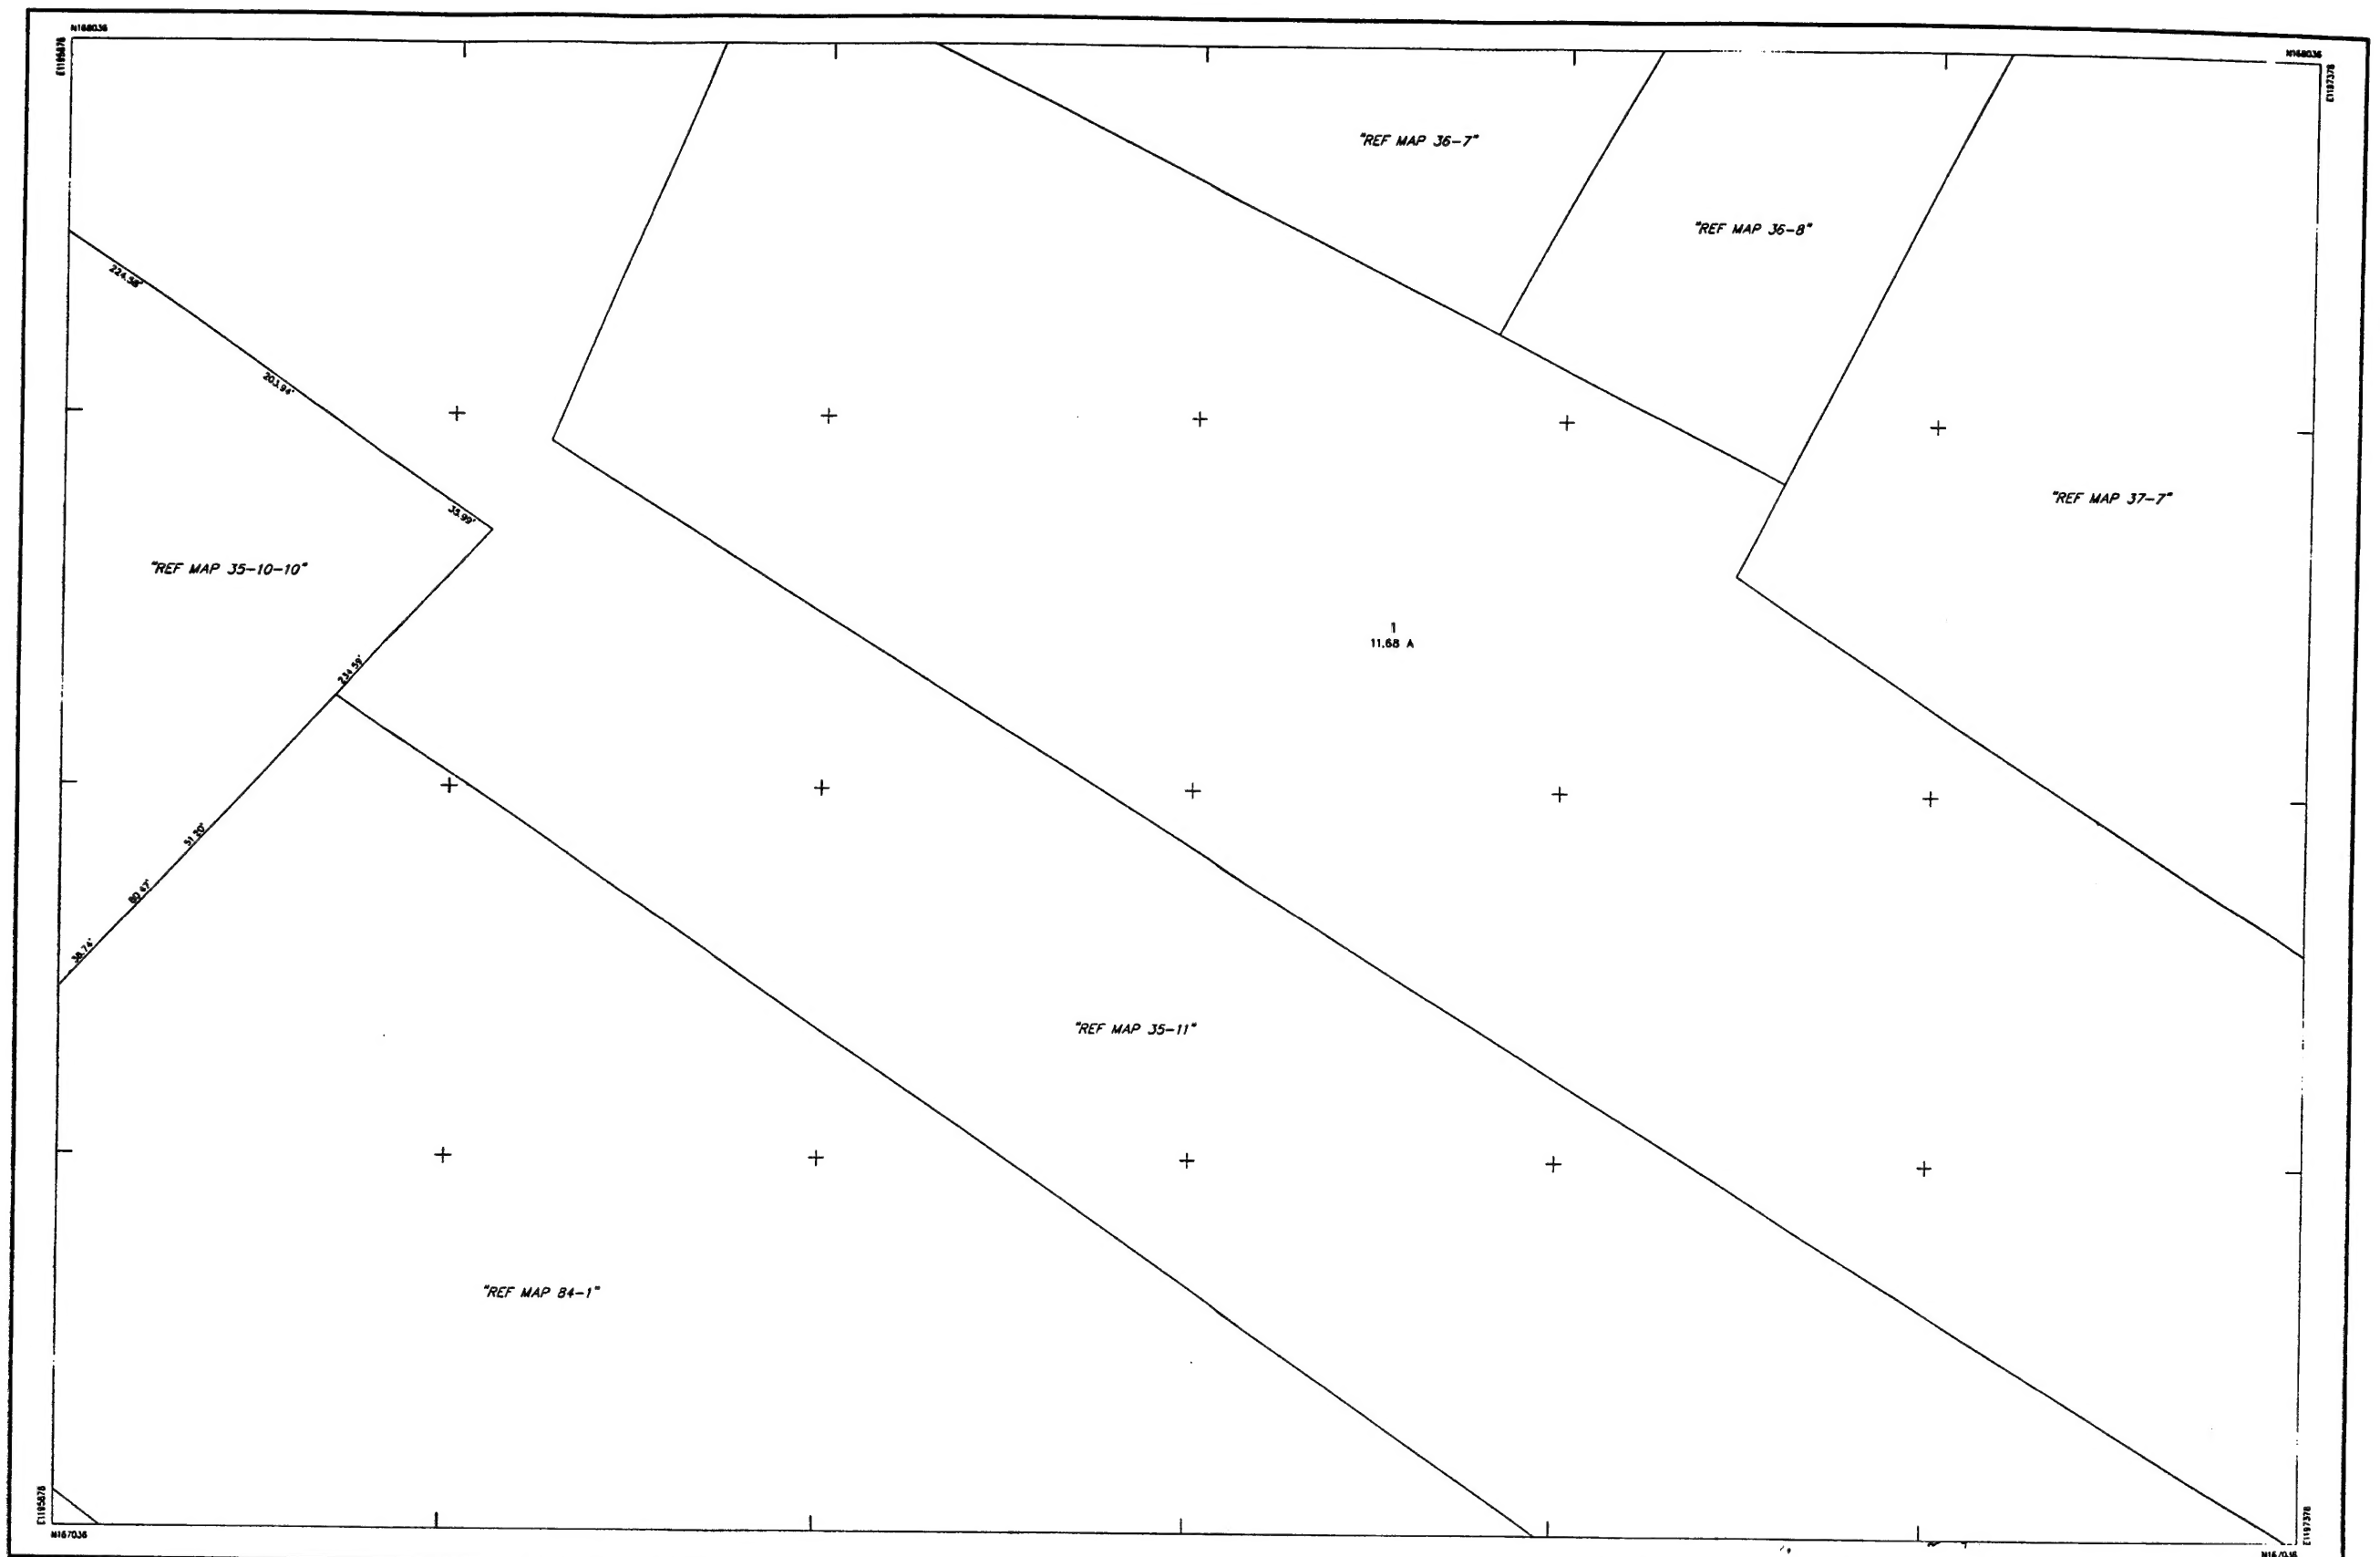 N168036
N168036
E1195878
E1197378
"REF MAP 36-7"
"REF MAP 36-8"
224.58'
203.94'
35.99'
"REF MAP 37-7"
"REF MAP 35-10-10"
1
11.68 A
234.59'
51.20'
80.47'
38.74'
"REF MAP 35-11"
"REF MAP 84-1"
E1195878
E1197378
N167036
N167036